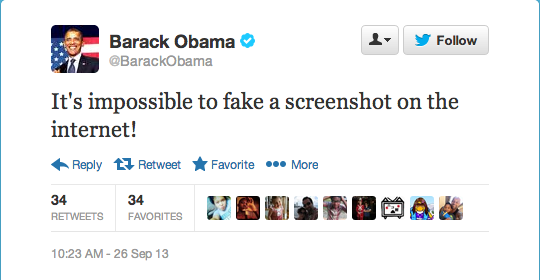 Barack Obama
@BarackObama
Follow
It's impossible to fake a screenshot on the
internet!
Reply Retweet Favorite More
34 34
RETWEETS FAVORITES
10:23 AM - 26 Sep 13